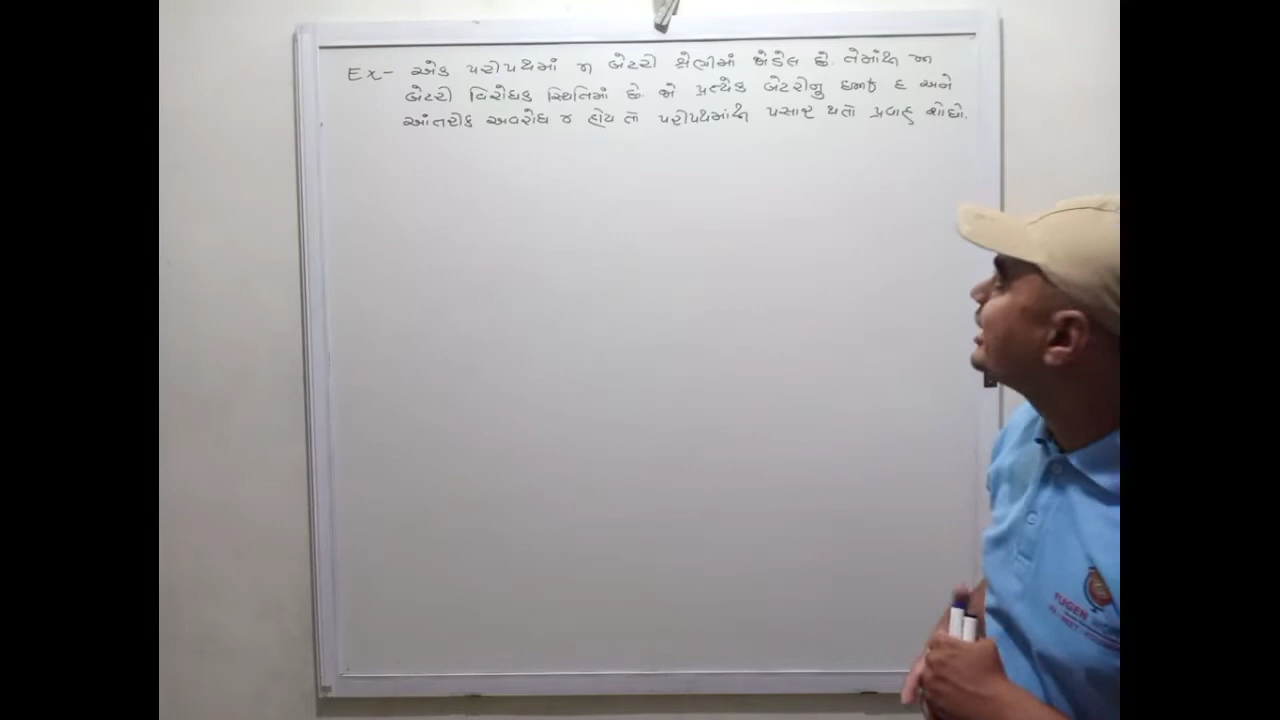 Ex- એક પરીપથમાં n બેટરી શ્રેણીમાં જોડેલ છે. તેમાંથી m
બેટરી વિરોધક સ્થિતિમાં છે. જો પ્રત્યેક બેટરીનુ emf ε અને
આંતરીક અવરોધ r હોય તો પરીપથમાંથી પસાર થતો પ્રવાહ શોધો.